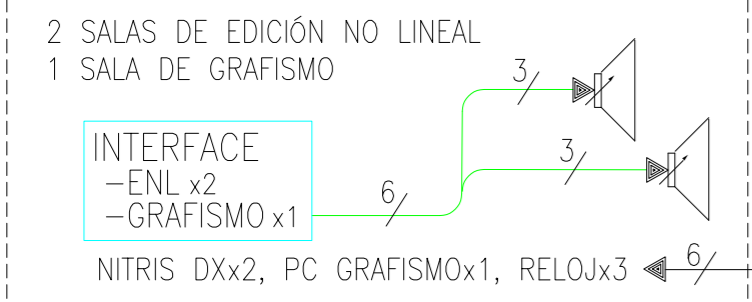 2 SALAS DE EDICIÓN NO LINEAL
1 SALA DE GRAFISMO
3
INTERFACE
-ENL x2
-GRAFISMO x1
3
6
NITRIS DXx2, PC GRAFISMOx1, RELOJx3
6